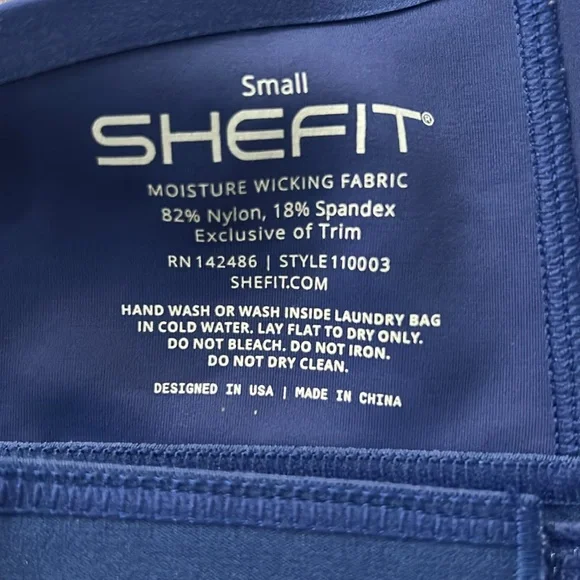 Small
SHEFIT®
MOISTURE WICKING FABRIC
82% Nylon, 18% Spandex
Exclusive of Trim
RN 142486 | STYLE 110003
SHEFIT.COM
HAND WASH OR WASH INSIDE LAUNDRY BAG
IN COLD WATER. LAY FLAT TO DRY ONLY.
DO NOT BLEACH. DO NOT IRON.
DO NOT DRY CLEAN.
DESIGNED IN USA | MADE IN CHINA